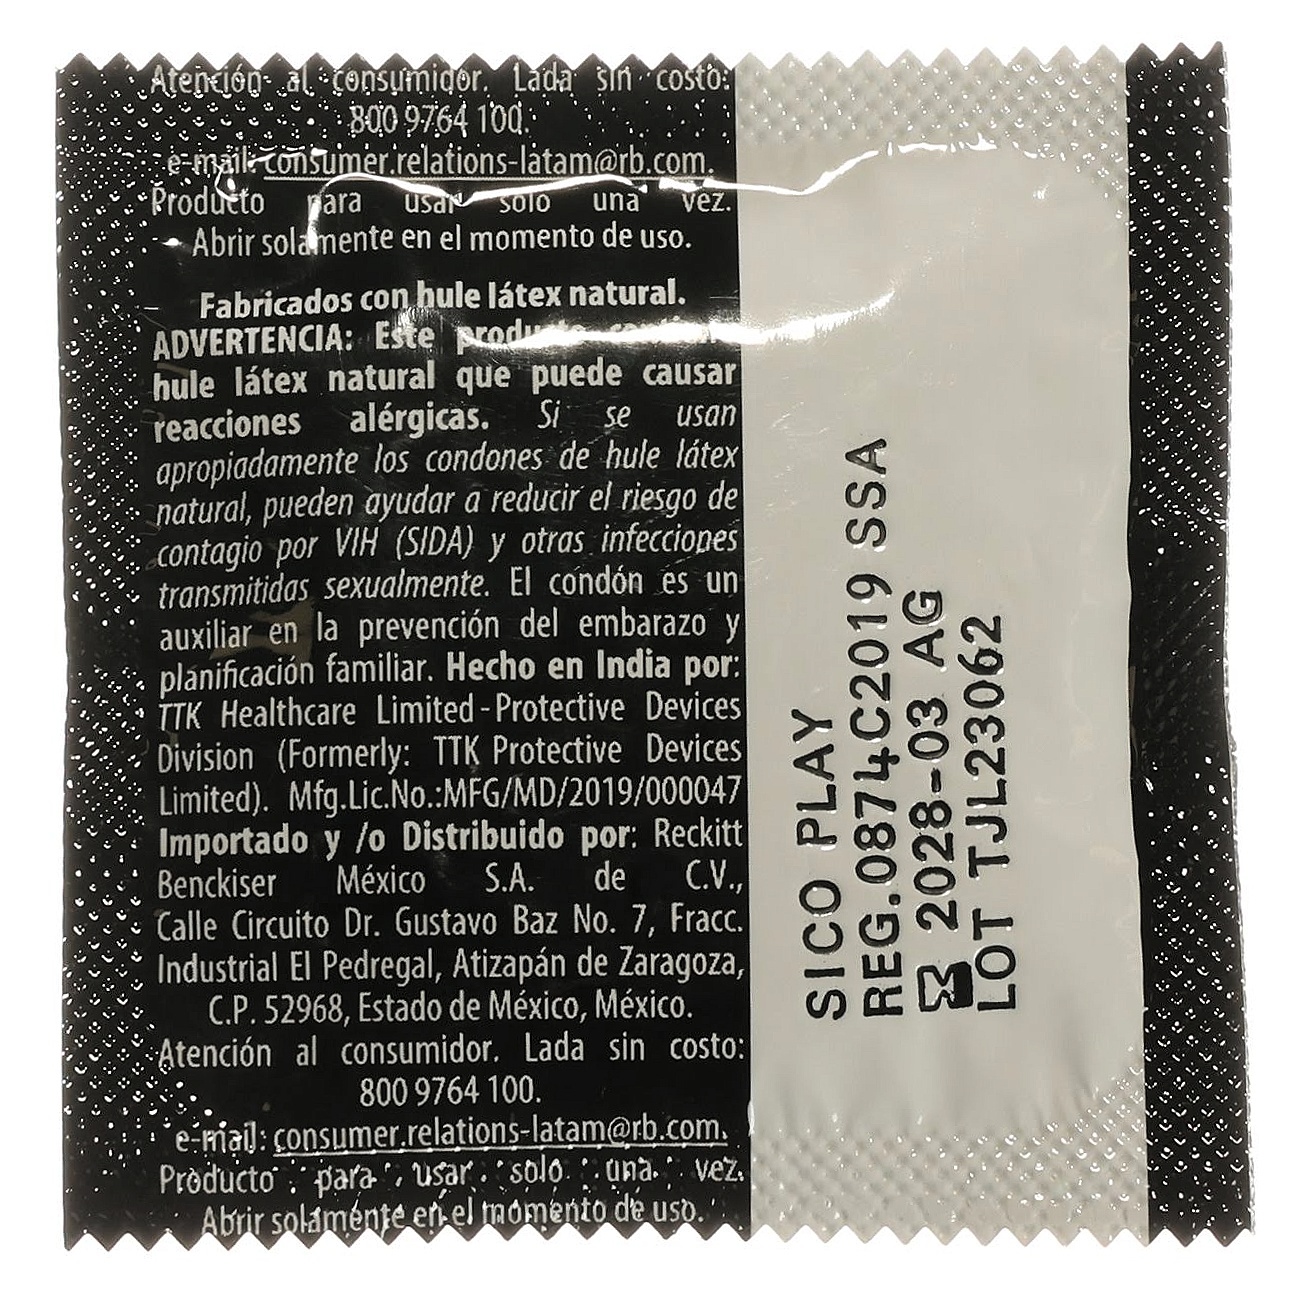 Atención al consumidor. Lada sin costo:
800 9764 100.
e-mail: consumer.relations-latam@rb.com.
Producto para usar solo una vez.
Abrir solamente en el momento de uso.
Fabricados con hule látex natural.
ADVERTENCIA: Este producto contiene
hule látex natural que puede causar
reacciones alérgicas. Si se usan
apropiadamente los condones de hule látex
natural, pueden ayudar a reducir el riesgo de
contagio por VIH (SIDA) y otras infecciones
transmitidas sexualmente. El condón es un
auxiliar en la prevención del embarazo y
planificación familiar. Hecho en India por:
TTK Healthcare Limited-Protective Devices
Division (Formerly: TTK Protective Devices
Limited). Mfg.Lic.No.:MFG/MD/2019/000047
Importado y /o Distribuido por: Reckitt
Benckiser México S.A. de C.V.,
Calle Circuito Dr. Gustavo Baz No. 7, Fracc.
Industrial El Pedregal, Atizapán de Zaragoza,
C.P. 52968, Estado de México, México.
Atención al consumidor. Lada sin costo:
800 9764 100.
e-mail: consumer.relations-latam@rb.com.
Producto para usar solo una vez.
Abrir solamente en el momento de uso.
SICO PLAY
REG.0874C2019 SSA
2028-03 AG
LOT TJL23062